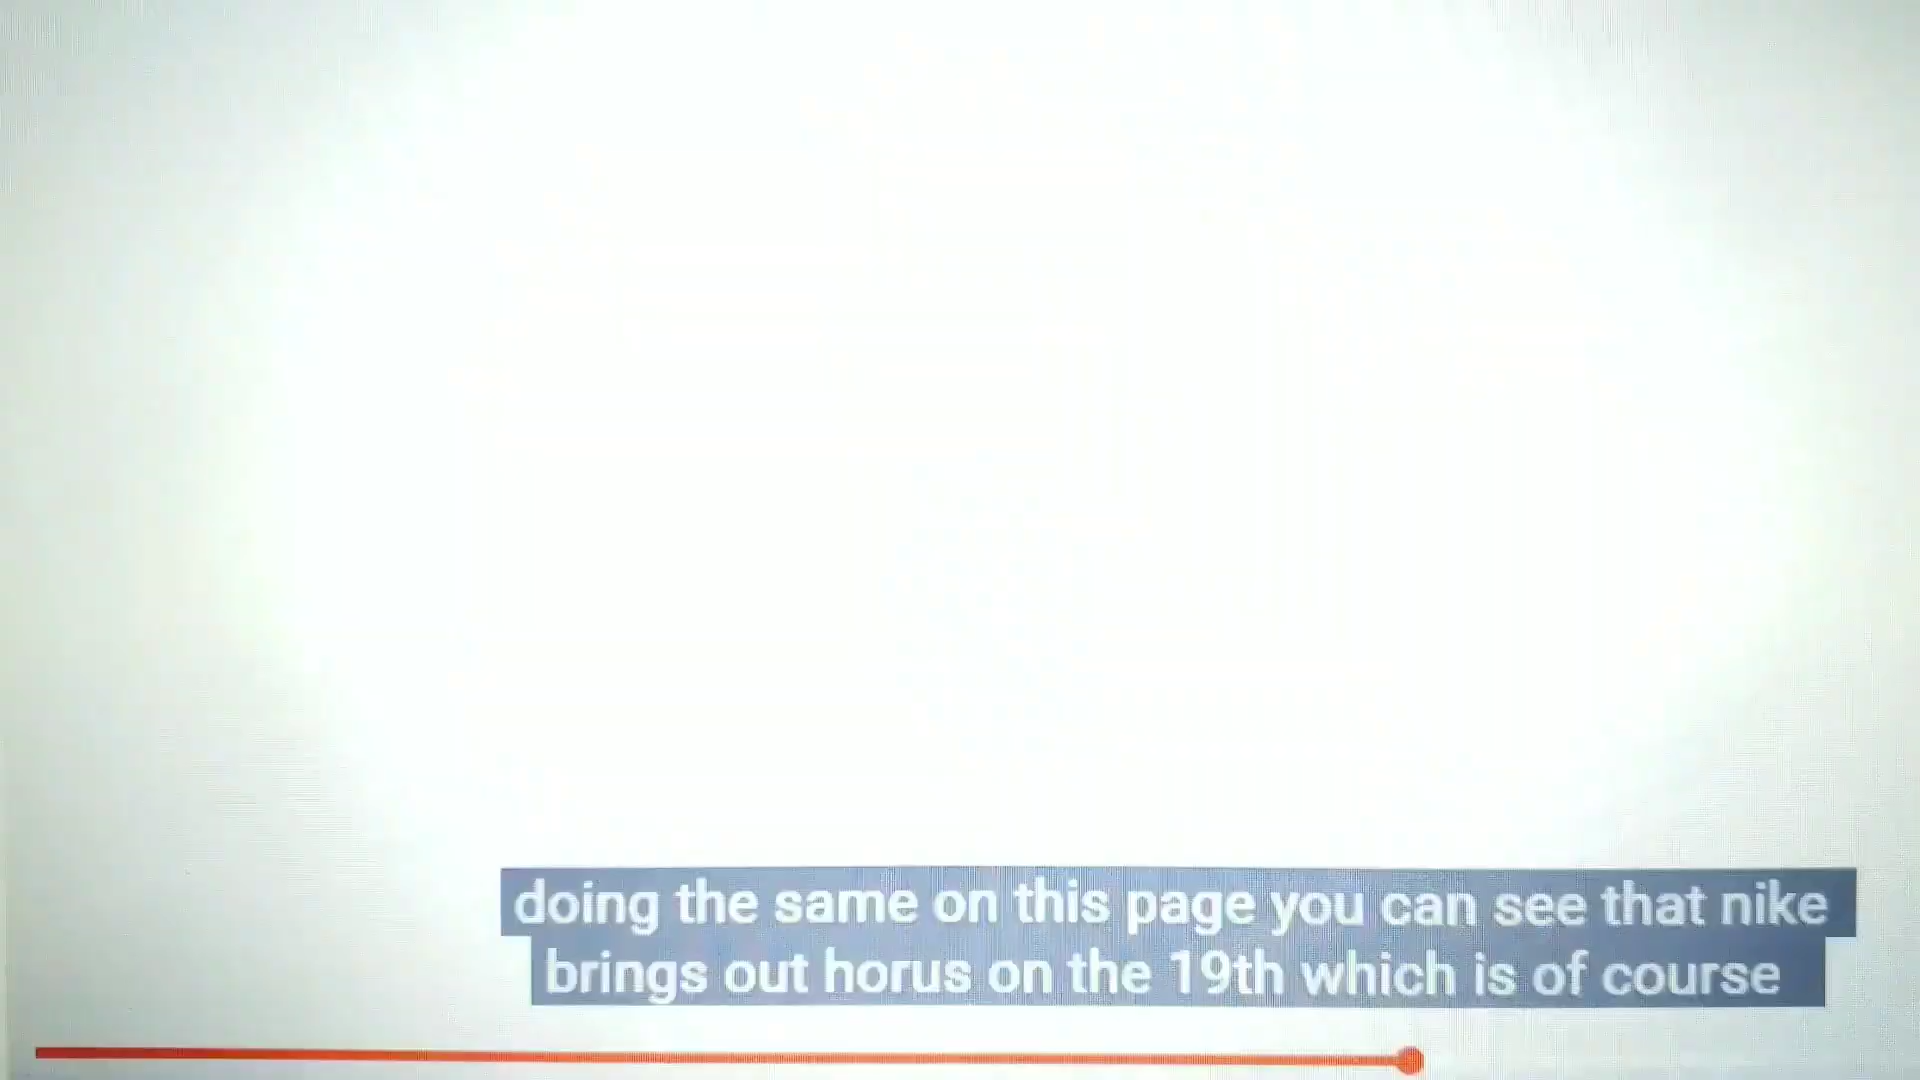 doing the same on this page you can see that nike
brings out horus on the 19th which is of course